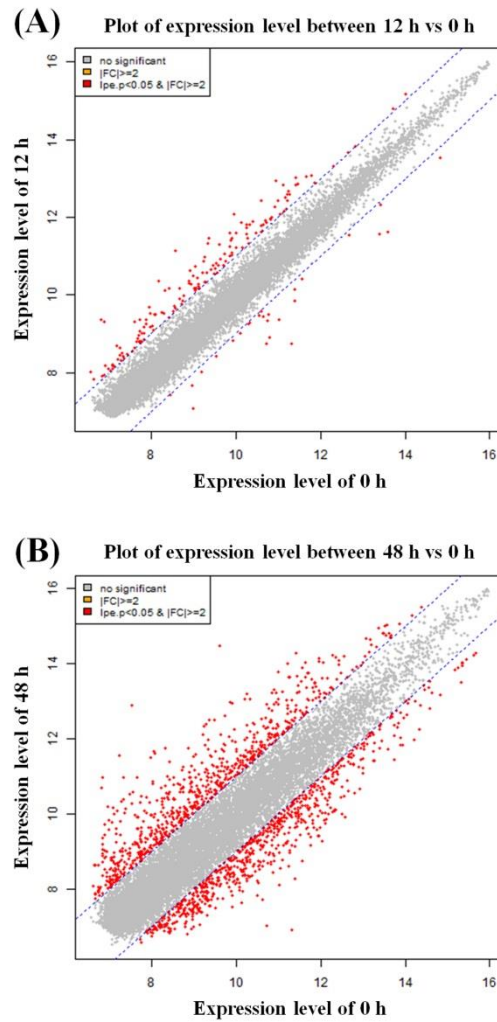 (A)
Plot of expression level between 12 h vs 0 h
no significant
|FC|>=2
lpe.p<0.05 & |FC|>=2
Expression level of 12 h
16
14
12
10
8
8
10
12
14
16
Expression level of 0 h
(B)
Plot of expression level between 48 h vs 0 h
no significant
|FC|>=2
lpe.p<0.05 & |FC|>=2
Expression level of 48 h
16
14
12
10
8
8
10
12
14
16
Expression level of 0 h